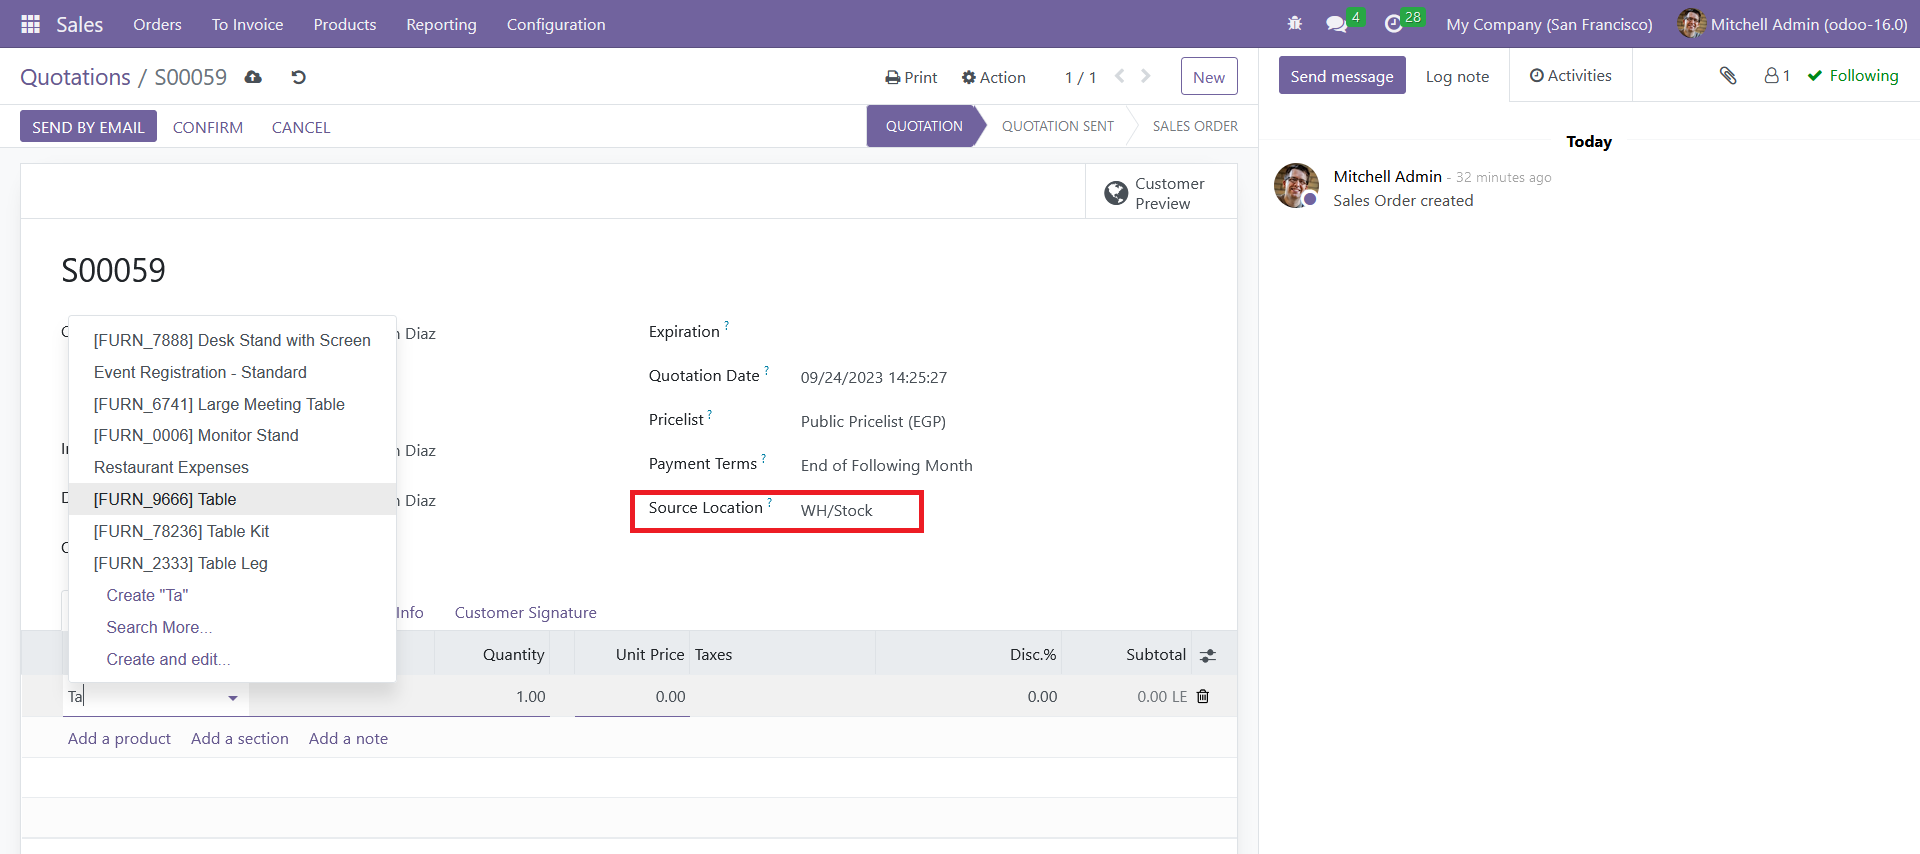 Sales Orders To Invoice Products Reporting Configuration 4 28 My Company (San Francisco) Mitchell Admin (odoo-16.0)
Quotations / S00059 Print Action 1 / 1 New
SEND BY EMAIL CONFIRM CANCEL QUOTATION QUOTATION SENT SALES ORDER
Customer
Preview
S00059
C
[FURN_7888] Desk Stand with Screen
Diaz
Event Registration - Standard
[FURN_6741] Large Meeting Table
[FURN_0006] Monitor Stand
Diaz
Restaurant Expenses
[FURN_9666] Table
D
Diaz
[FURN_78236] Table Kit
[FURN_2333] Table Leg
Create "Ta"
Search More...
Create and edit...
Expiration ?
Quotation Date ? 09/24/2023 14:25:27
Pricelist ? Public Pricelist (EGP)
Payment Terms ? End of Following Month
Source Location ? WH/Stock
Info Customer Signature
Quantity Unit Price Taxes Disc.% Subtotal
Ta 1.00 0.00 0.00 0.00 LE
Add a product Add a section Add a note
Send message Log note Activities 1 Following
Today
Mitchell Admin - 32 minutes ago
Sales Order created